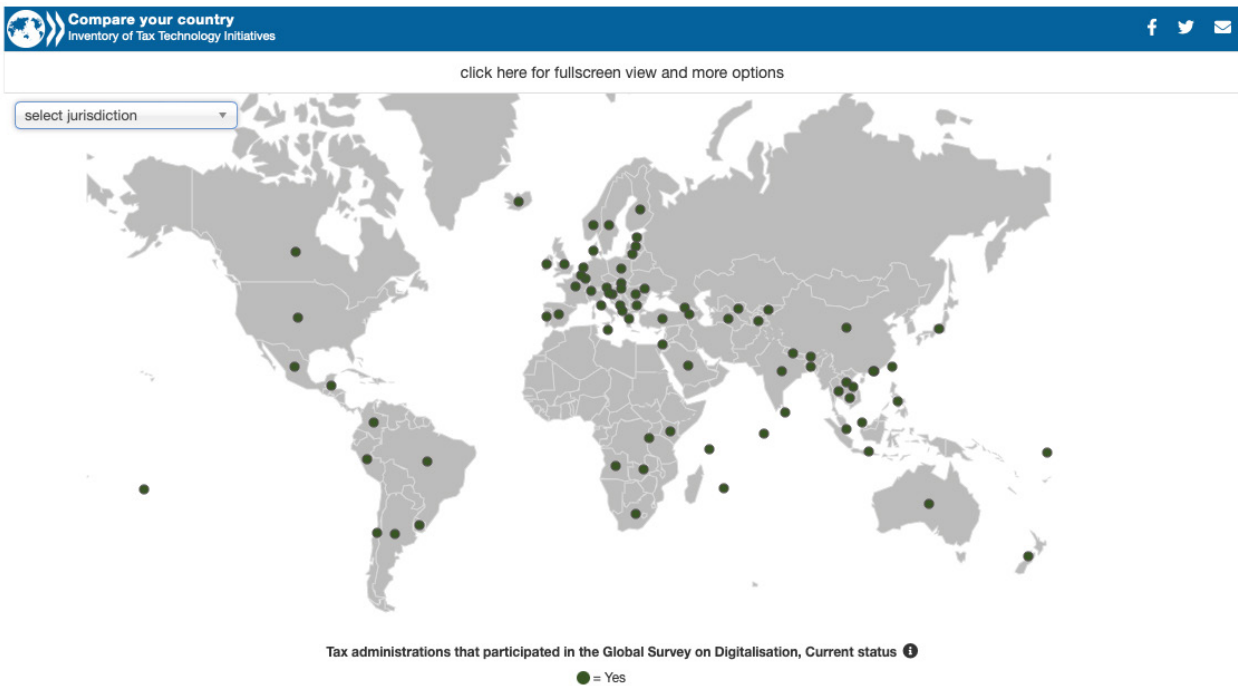 Compare your country
Inventory of Tax Technology Initiatives
click here for fullscreen view and more options
select jurisdiction
Tax administrations that participated in the Global Survey on Digitalisation, Current status
= Yes